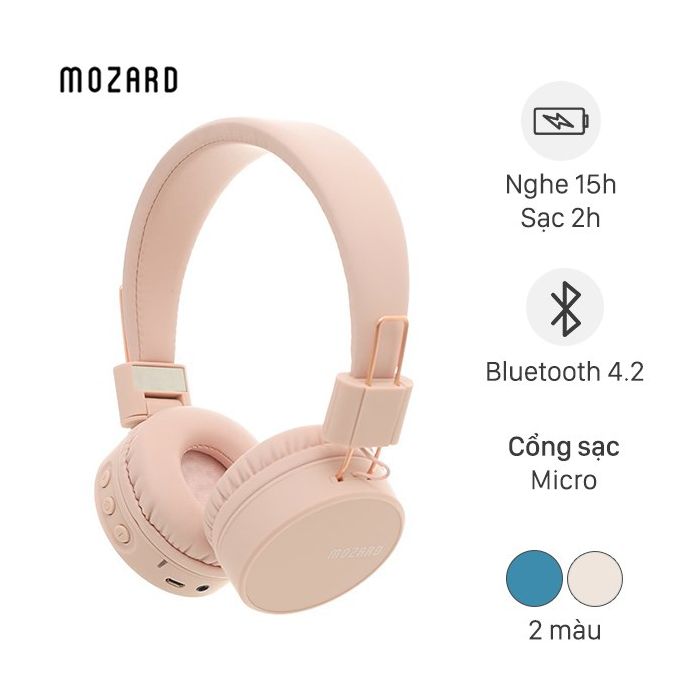 MOZARD
Nghe 15h
Sạc 2h
Bluetooth 4.2
Cổng sạc
Micro
MOZARD
2 màu